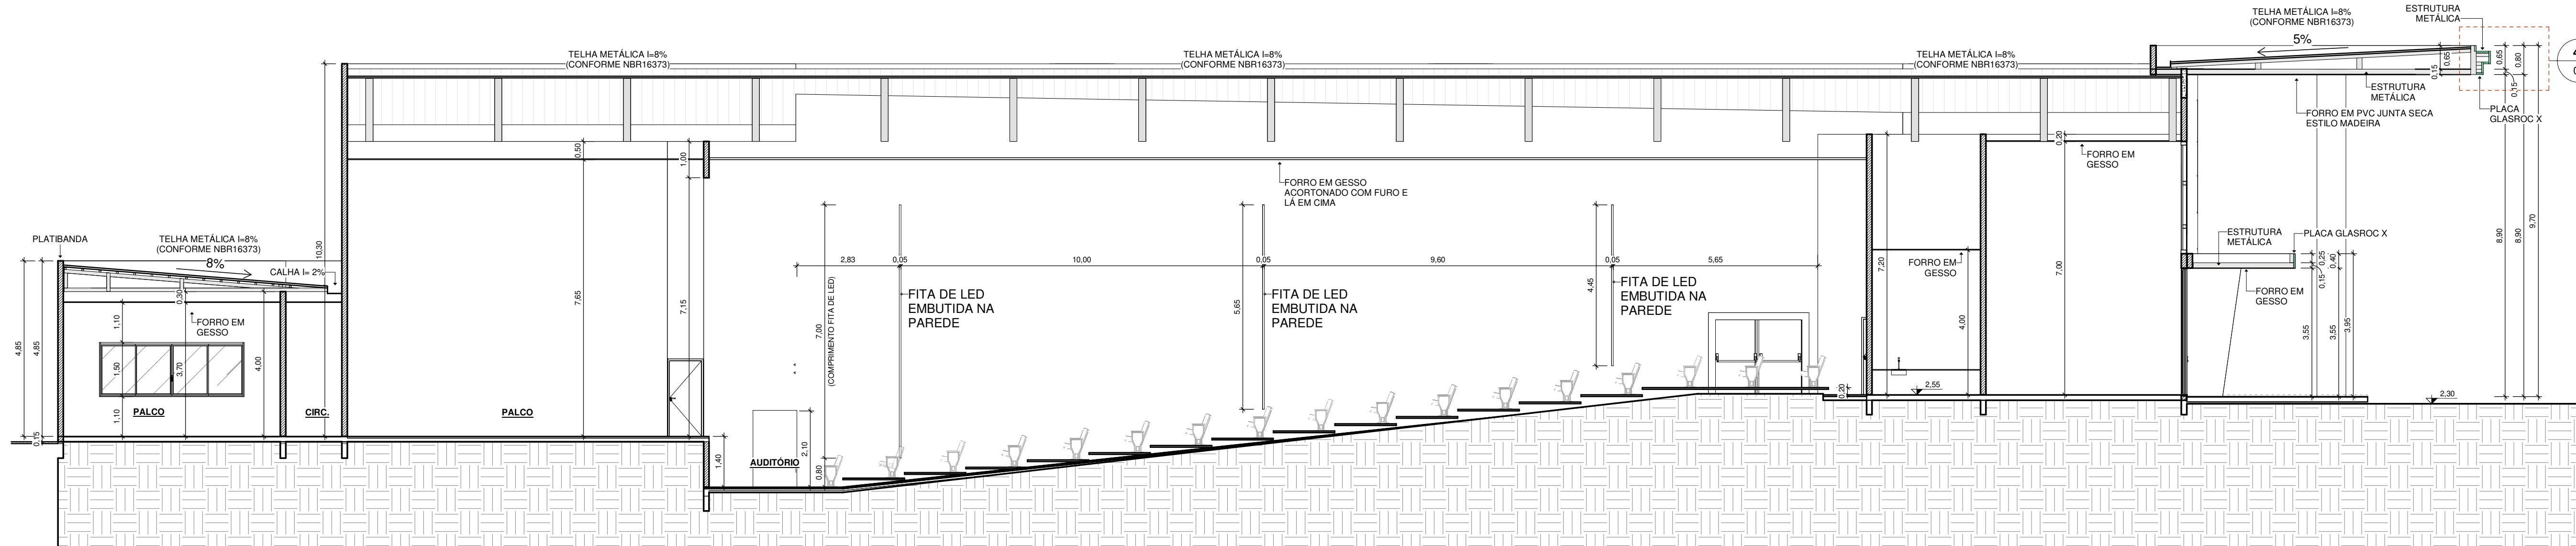 TELHA METÁLICA I=8%
(CONFORME NBR16373)
5%
ESTRUTURA
METÁLICA
0,65
0,15
0,65
0,80
0,15
ESTRUTURA
METÁLICA
PLACA
GLASROC X
FORRO EM PVC JUNTA SECA
ESTILO MADEIRA
TELHA METÁLICA I=8%
(CONFORME NBR16373)
TELHA METÁLICA I=8%
(CONFORME NBR16373)
TELHA METÁLICA I=8%
(CONFORME NBR16373)
0,50
1,00
0,20
FORRO EM
GESSO
FORRO EM GESSO
ACORTONADO COM FURO E
LÁ EM CIMA
PLATIBANDA
TELHA METÁLICA I=8%
(CONFORME NBR16373)
8%
CALHA I= 2%
10,30
2,83
0,05
10,00
0,05
9,60
0,05
5,65
FITA DE LED
EMBUTIDA NA
PAREDE
FITA DE LED
EMBUTIDA NA
PAREDE
FITA DE LED
EMBUTIDA NA
PAREDE
7,00
(COMPRIMENTO FITA DE LED)
5,65
4,45
7,65
7,15
7,20
FORRO EM
GESSO
4,00
7,00
ESTRUTURA
METÁLICA
PLACA GLASROC X
0,25
0,40
0,15
FORRO EM
GESSO
3,55
3,55
3,95
8,90
8,90
9,70
4,85
4,85
0,15
0,30
FORRO EM
GESSO
1,10
1,50
1,10
3,70
4,00
PALCO
CIRC.
PALCO
AUDITÓRIO
1,40
2,10
0,80
0,20
2,55
2,30